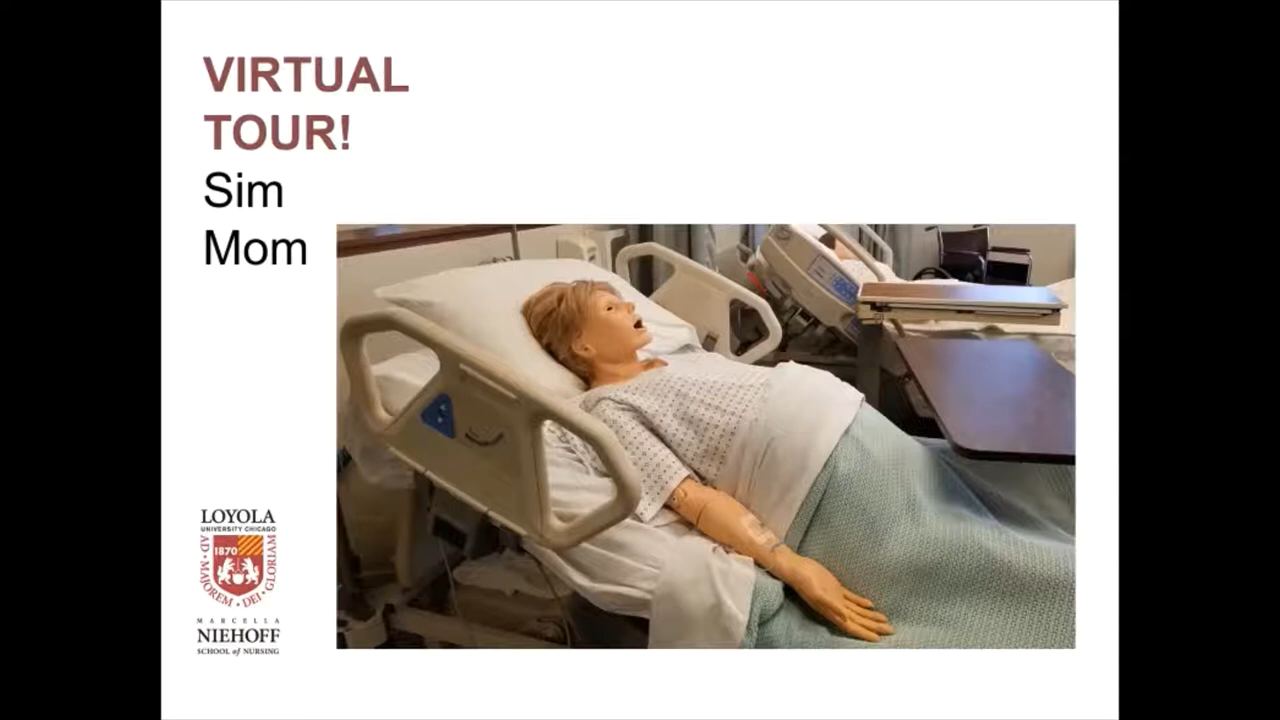 VIRTUAL
TOUR!
Sim
Mom
LOYOLA
UNIVERSITY CHICAGO
1870
AD • MAJOREM • DEI • GLORIAM
MARCELLA
NIEHOFF
SCHOOL of NURSING